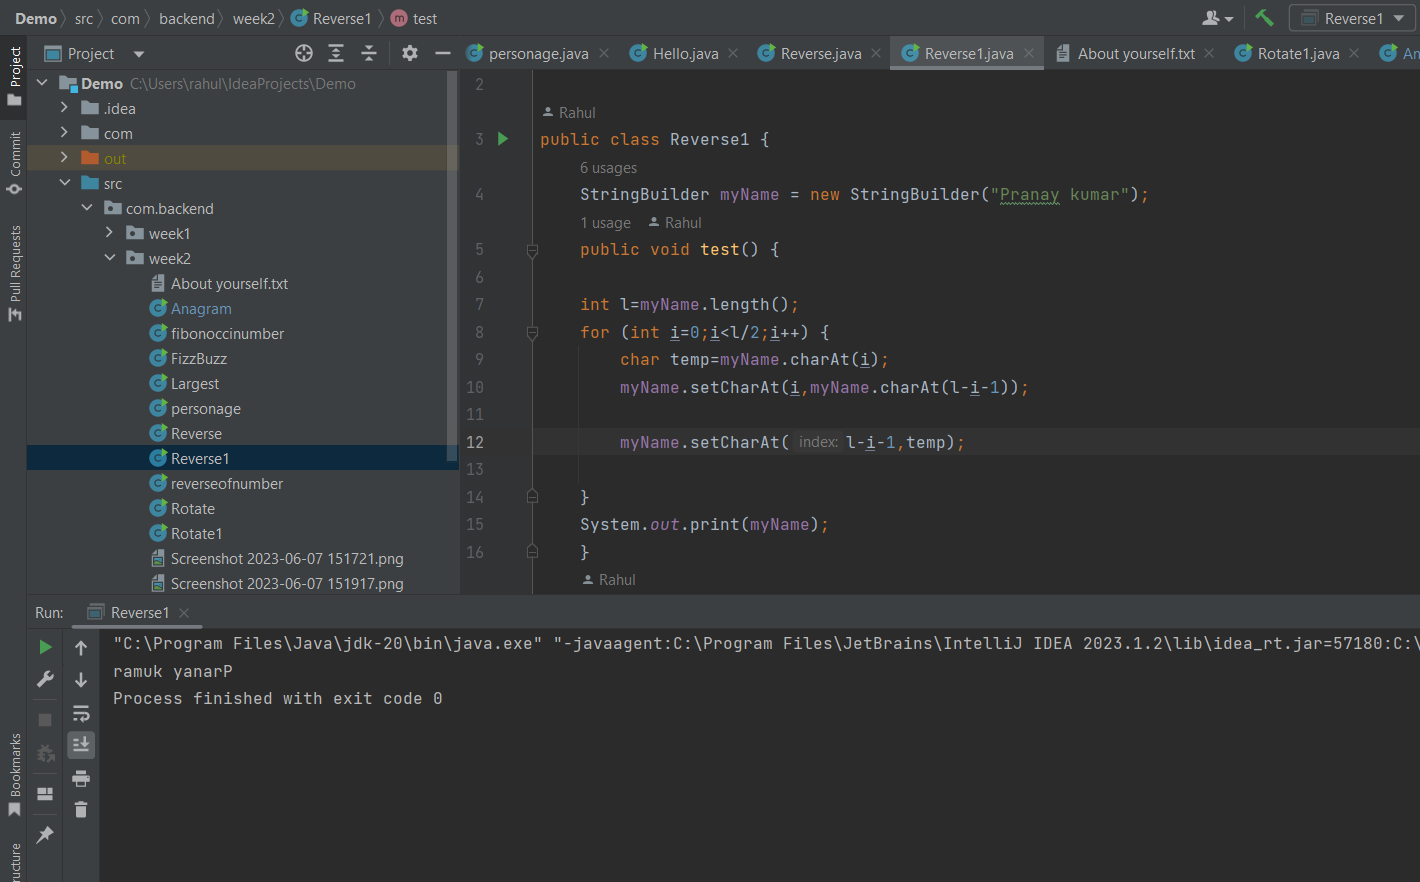 Demo src com backend week2 Reverse1 m test Reverse1
Project
personage.java Hello.java Reverse.java Reverse1.java About yourself.txt Rotate1.java An
Project
Commit
Pull Requests
Bookmarks
ructure
Demo C:\Users\rahul\IdeaProjects\Demo
.idea
com
out
src
com.backend
week1
week2
About yourself.txt
Anagram
fibonoccinumber
FizzBuzz
Largest
personage
Reverse
Reverse1
reverseofnumber
Rotate
Rotate1
Screenshot 2023-06-07 151721.png
Screenshot 2023-06-07 151917.png
2
Rahul
3 public class Reverse1 {
6 usages
4 StringBuilder myName = new StringBuilder("Pranay kumar");
1 usage Rahul
5 public void test() {
6
7 int l=myName.length();
8 for (int i=0;i<l/2;i++) {
9 char temp=myName.charAt(i);
10 myName.setCharAt(i,myName.charAt(l-i-1));
11
12 myName.setCharAt( index: l-i-1,temp);
13
14 }
15 System.out.print(myName);
16 }
Rahul
Run: Reverse1
"C:\Program Files\Java\jdk-20\bin\java.exe" "-javaagent:C:\Program Files\JetBrains\IntelliJ IDEA 2023.1.2\lib\idea_rt.jar=57180:C:\
ramuk yanarP
Process finished with exit code 0